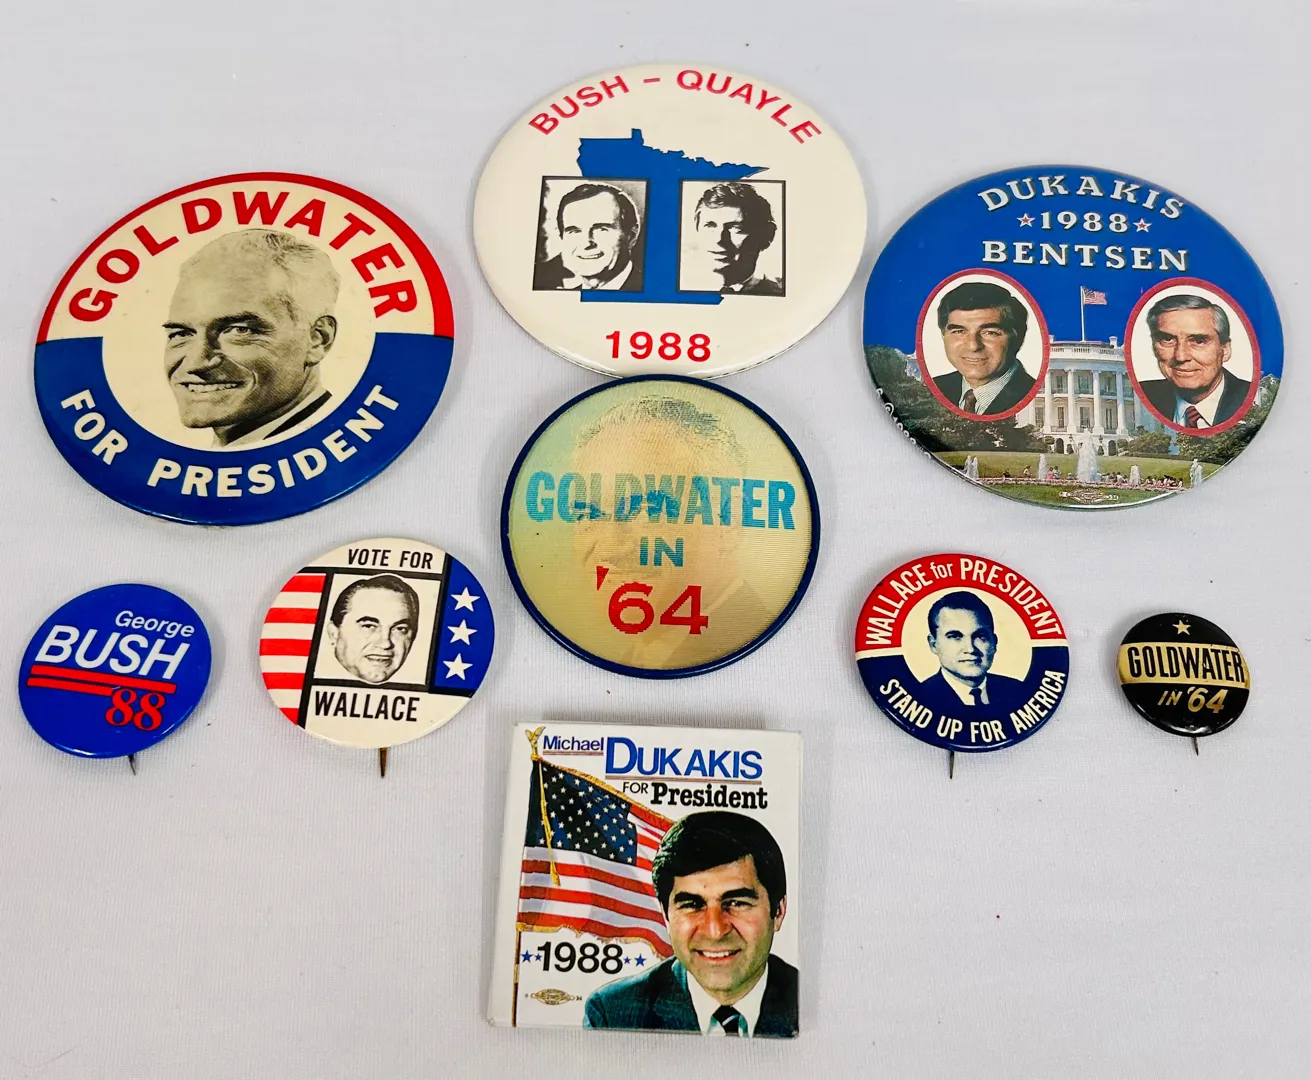 BUSH - QUAYLE
1988
GOLDWATER
FOR PRESIDENT
DUKAKIS
1988
BENTSEN
GOLDWATER
IN
'64
George
BUSH
'88
VOTE FOR
WALLACE
WALLACE for PRESIDENT
STAND UP FOR AMERICA
GOLDWATER
IN '64
Michael DUKAKIS
FOR President
1988